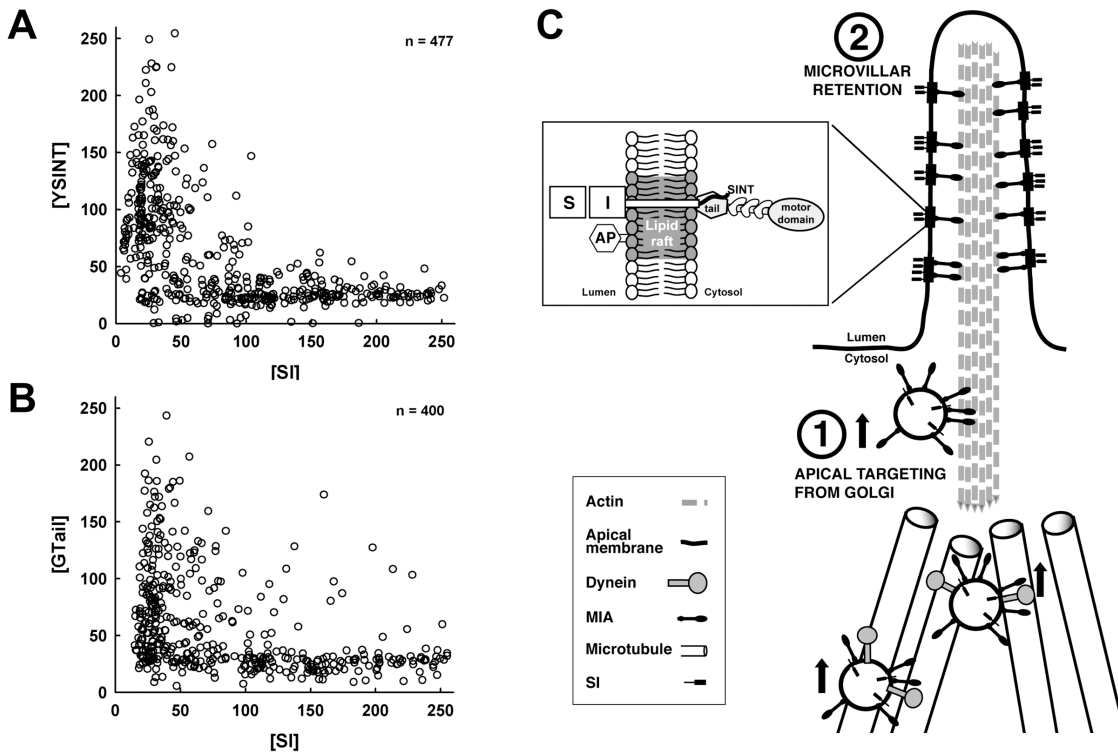 A
n = 477
[YSINT]
250
200
150
100
50
0
0 50 100 150 200 250
[SI]
B
n = 400
[GTail]
250
200
150
100
50
0
0 50 100 150 200 250
[SI]
C
2
MICROVILLAR
RETENTION
S I
AP
Lipid
raft
SINT
tail
motor
domain
Lumen Cytosol
Lumen
Cytosol
1
APICAL TARGETING
FROM GOLGI
Actin
Apical
membrane
Dynein
MIA
Microtubule
SI